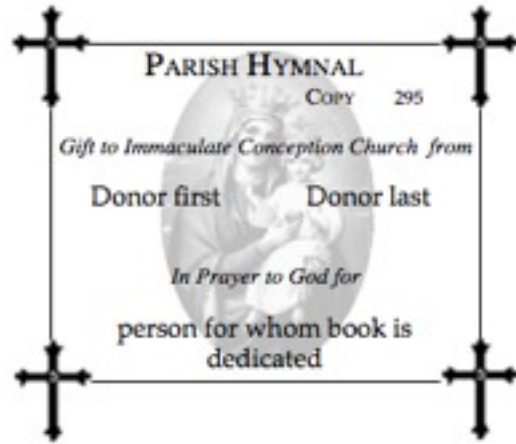 PARISH HYMNAL
COPY 295
Gift to Immaculate Conception Church from
Donor first Donor last
In Prayer to God for
person for whom book is
dedicated